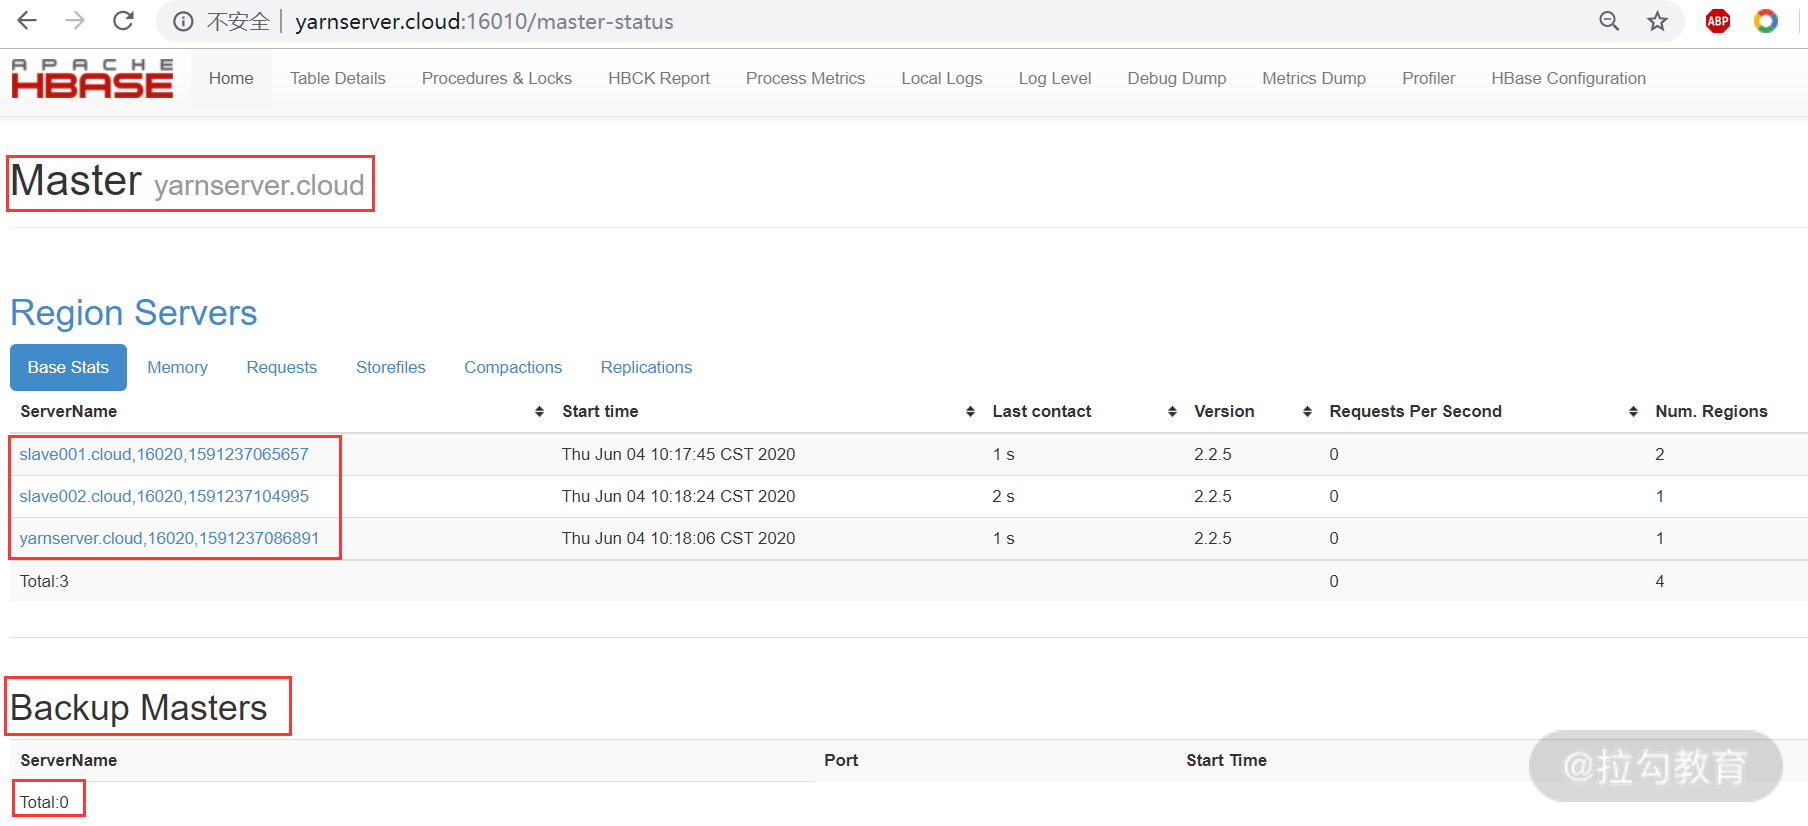 不安全 yarnserver.cloud:16010/master-status ABP
APACHE
HBASE
Home Table Details Procedures & Locks HBCK Report Process Metrics Local Logs Log Level Debug Dump Metrics Dump Profiler HBase Configuration
Master yarnserver.cloud
Region Servers
Base Stats Memory Requests Storefiles Compactions Replications
ServerName Start time Last contact Version Requests Per Second Num. Regions
slave001.cloud,16020,1591237065657 Thu Jun 04 10:17:45 CST 2020 1 s 2.2.5 0 2
slave002.cloud,16020,1591237104995 Thu Jun 04 10:18:24 CST 2020 2 s 2.2.5 0 1
yarnserver.cloud,16020,1591237086891 Thu Jun 04 10:18:06 CST 2020 1 s 2.2.5 0 1
Total:3 0 4
Backup Masters
ServerName Port Start Time
Total:0
@拉勾教育